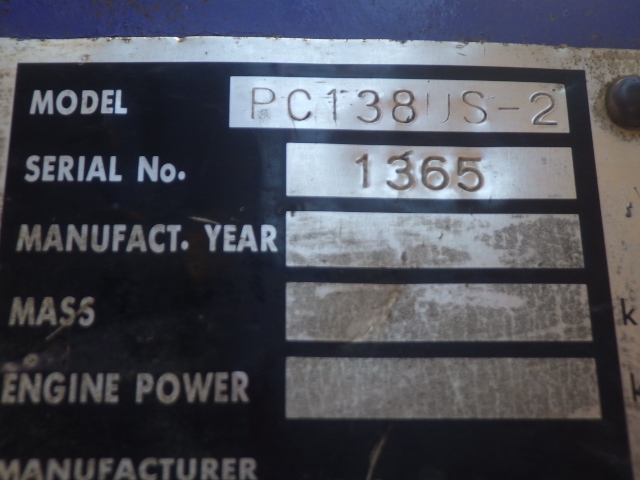 MODEL PC138US-2
SERIAL No. 1365
MANUFACT. YEAR
MASS k
ENGINE POWER k
MANUFACTURER